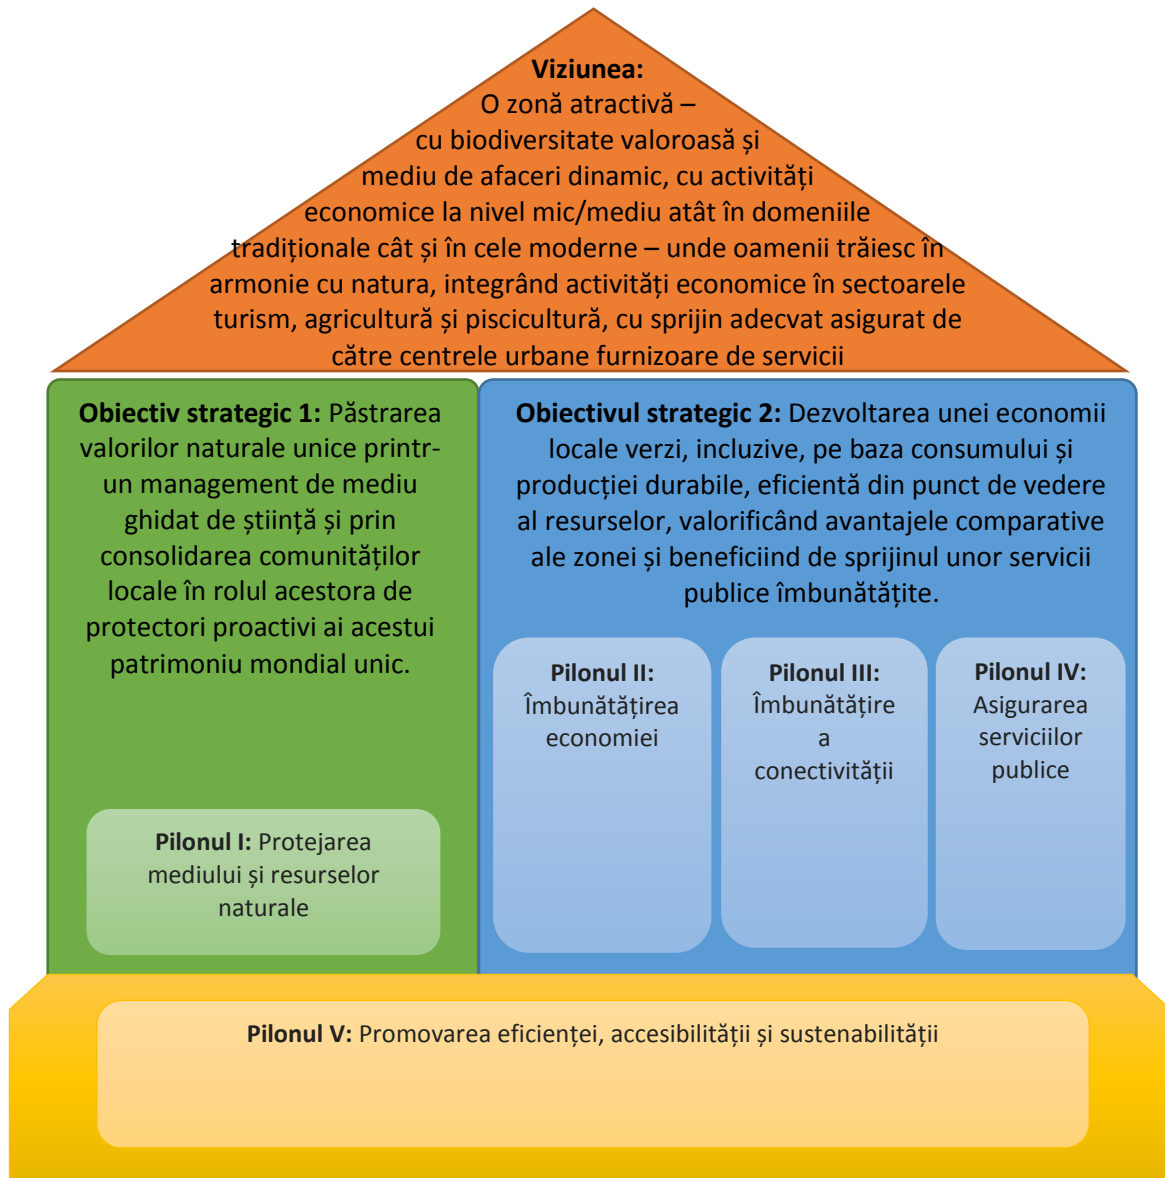 Viziunea:
O zonă atractivă –
cu biodiversitate valoroasă și
mediu de afaceri dinamic, cu activități
economice la nivel mic/mediu atât în domeniile
tradiționale cât și în cele moderne – unde oamenii trăiesc în
armonie cu natura, integrând activități economice în sectoarele
turism, agricultură și piscicultură, cu sprijin adecvat asigurat de
către centrele urbane furnizoare de servicii
Obiectiv strategic 1: Păstrarea
valorilor naturale unice printr-
un management de mediu
ghidat de știință și prin
consolidarea comunităților
locale în rolul acestora de
protectori proactivi ai acestui
patrimoniu mondial unic.
Pilonul I: Protejarea
mediului și resurselor
naturale
Obiectivul strategic 2: Dezvoltarea unei economii
locale verzi, incluzive, pe baza consumului și
producției durabile, eficientă din punct de vedere
al resurselor, valorificând avantajele comparative
ale zonei și beneficiind de sprijinul unor servicii
publice îmbunătățite.
Pilonul II:
Îmbunătățirea
economiei
Pilonul III:
Îmbunătățire
a
conectivității
Pilonul IV:
Asigurarea
serviciilor
publice
Pilonul V: Promovarea eficienței, accesibilității și sustenabilității